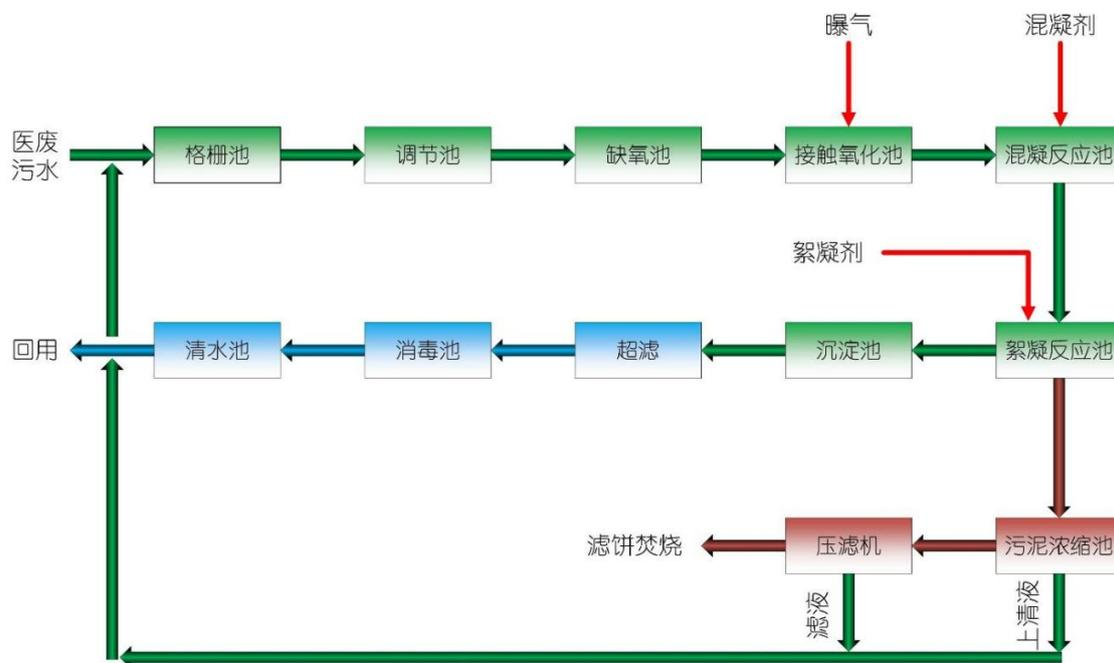 曝气
混凝剂
医废
污水
格栅池
调节池
缺氧池
接触氧化池
混凝反应池
絮凝剂
回用
清水池
消毒池
超滤
沉淀池
絮凝反应池
滤饼焚烧
压滤机
污泥浓缩池
滤液
上清液